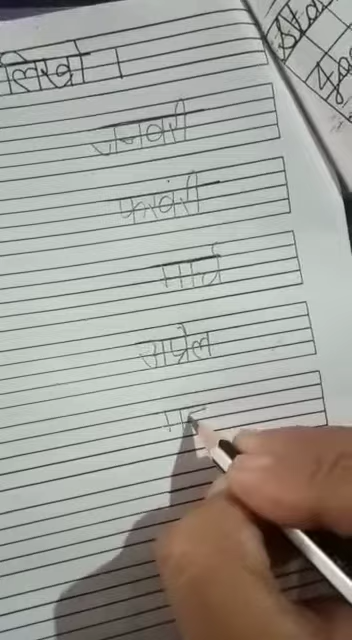 लिखो ।
जनवरी
फरवरी
मार्च
अप्रैल